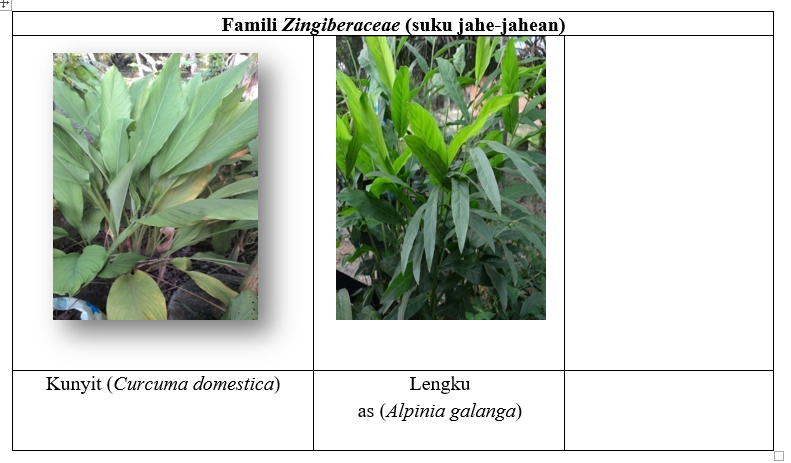 Famili Zingiberaceae (suku jahe-jahean)
Kunyit (Curcuma domestica)
Lengku
as (Alpinia galanga)